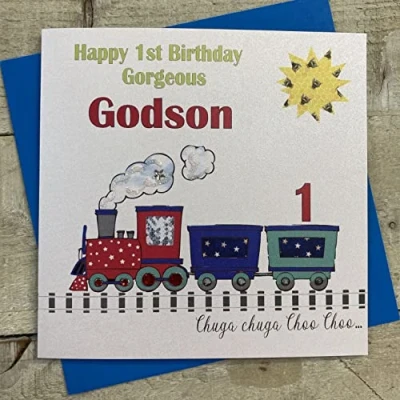 Happy 1st Birthday
Gorgeous
Godson
1
Chuga chuga Choo Choo...